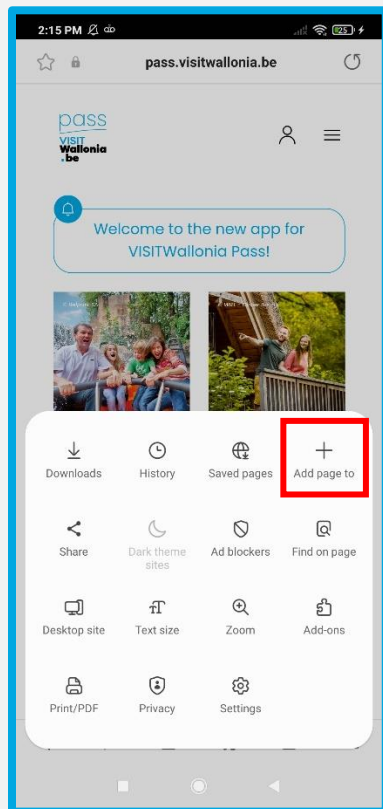 2:15 PM
25
pass.visitwallonia.be
pass
VISIT
Wallonia
.be
Welcome to the new app for
VISITWallonia Pass!
Downloads
History
Saved pages
Add page to
Share
Dark theme
sites
Ad blockers
Find on page
Desktop site
Text size
Zoom
Add-ons
Print/PDF
Privacy
Settings